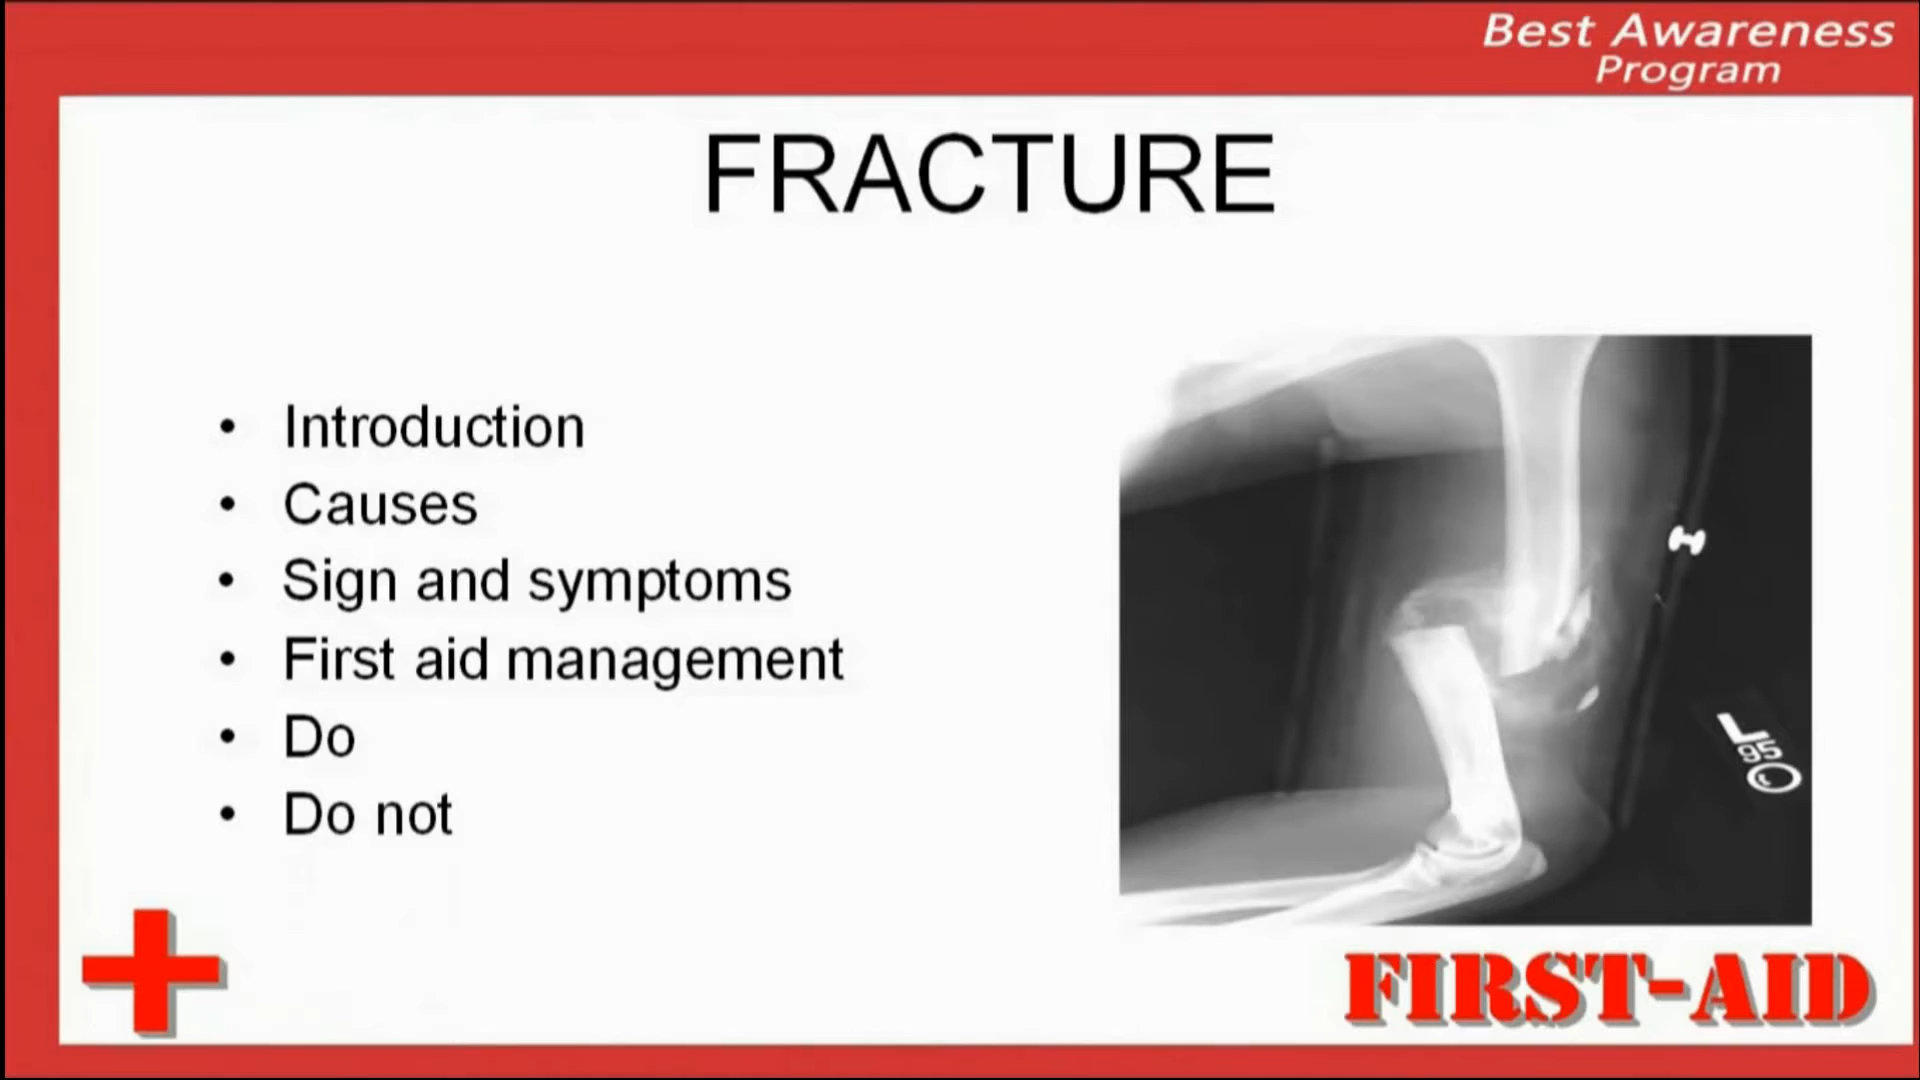 Best Awareness
Program
FRACTURE
• Introduction
• Causes
• Sign and symptoms
• First aid management
• Do
• Do not
L
95
FIRST-AID